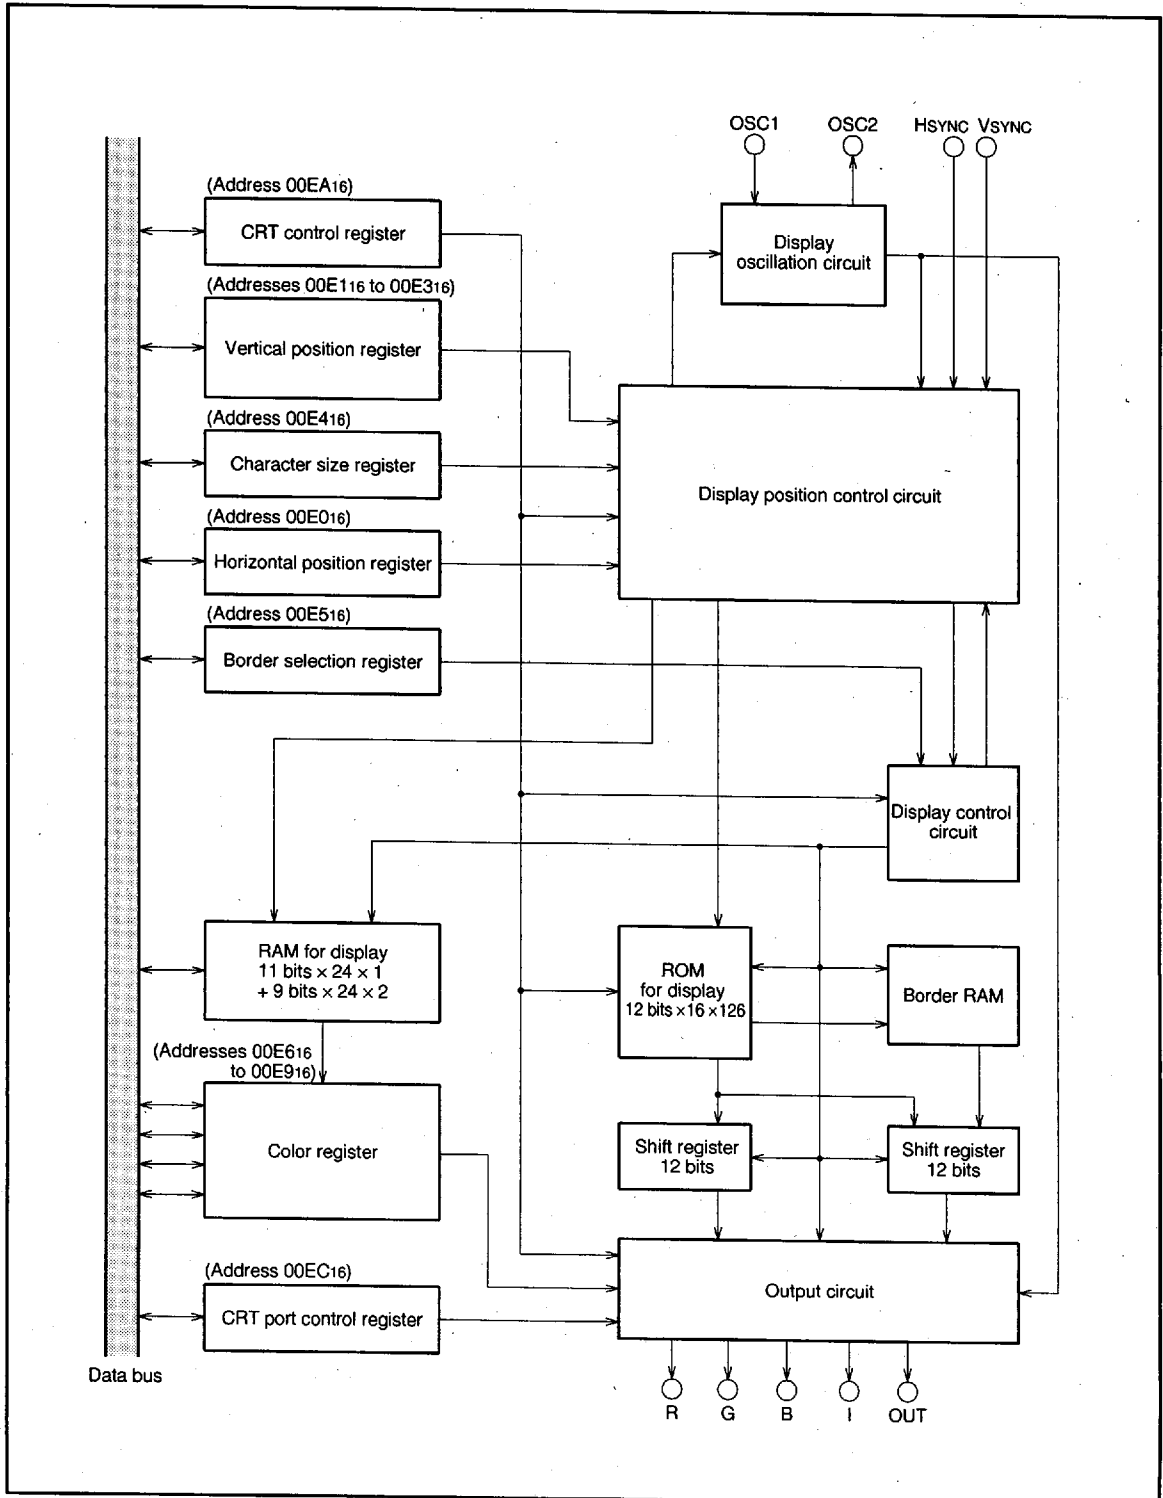 OSC1 OSC2 HSYNC VSYNC
(Address 00EA16)
CRT control register
Display
oscillation circuit
(Addresses 00E116 to 00E316)
Vertical position register
(Address 00E416)
Character size register
Display position control circuit
(Address 00E016)
Horizontal position register
(Address 00E516)
Border selection register
Display control
circuit
RAM for display
11 bits × 24 × 1
+ 9 bits × 24 × 2
ROM
for display
12 bits ×16 ×126
Border RAM
(Addresses 00E616
to 00E916)
Color register
Shift register
12 bits
Shift register
12 bits
(Address 00EC16)
CRT port control register
Output circuit
Data bus
R G B I OUT